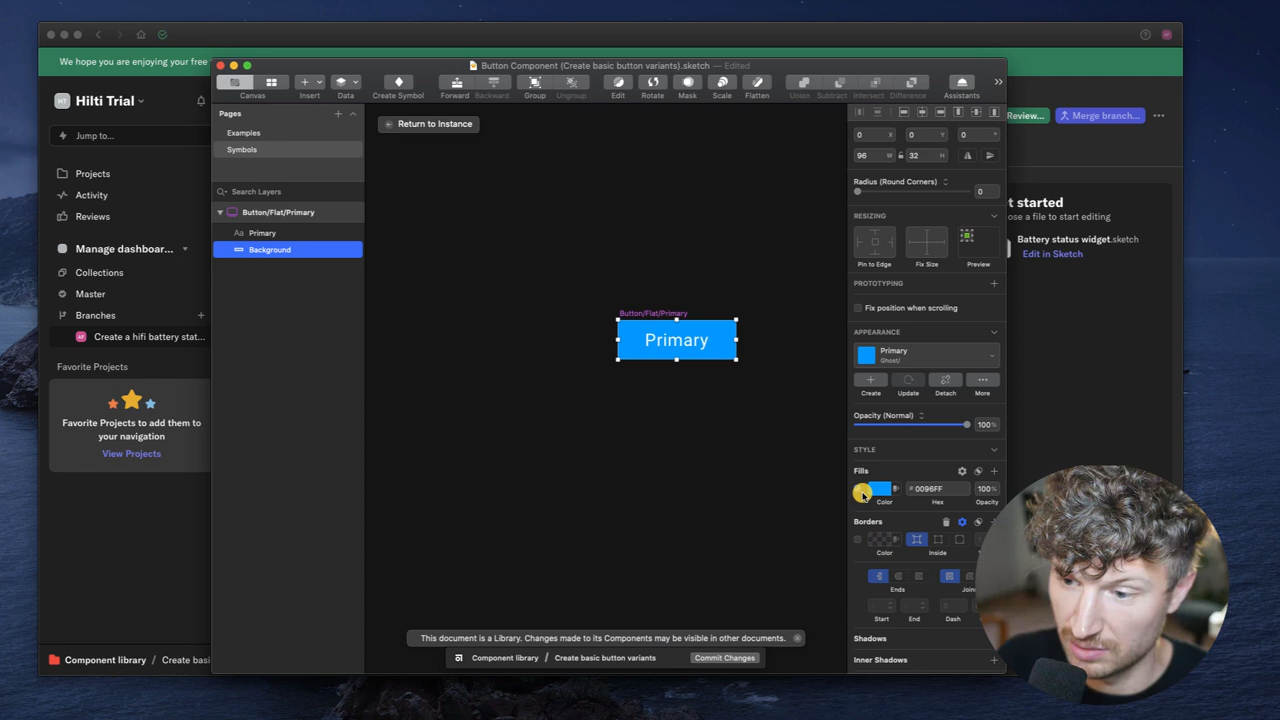 We hope you are enjoying your free
Button Component (Create basic button variants).sketch — Edited
Canvas
Insert
Data
Create Symbol
Forward
Backward
Group
Ungroup
Edit
Rotate
Mask
Scale
Flatten
Union
Subtract
Intersect
Difference
Assistants
HT Hilti Trial
Jump to...
Projects
Activity
Reviews
Manage dashboar...
Collections
Master
Branches
Create a hifi battery stat...
Favorite Projects
Favorite Projects to add them to
your navigation
View Projects
Component library / Create basi
Pages
Examples
Symbols
Search Layers
Button/Flat/Primary
Aa Primary
Background
Return to Instance
Button/Flat/Primary
Primary
This document is a Library. Changes made to its Components may be visible in other documents.
Component library / Create basic button variants
Commit Changes
0 X 0 Y 0 °
96 W 32 H
Radius (Round Corners)
0
RESIZING
Pin to Edge
Fix Size
Preview
PROTOTYPING
Fix position when scrolling
APPEARANCE
Primary
Ghost/
Create
Update
Detach
More
Opacity (Normal)
100%
STYLE
Fills
# 0096FF
100%
Color
Hex
Opacity
Borders
Color
Inside
Ends
Joins
Start
End
Dash
Shadows
Inner Shadows
Review...
Merge branch...
t started
ose a file to start editing
Battery status widget.sketch
Edit in Sketch